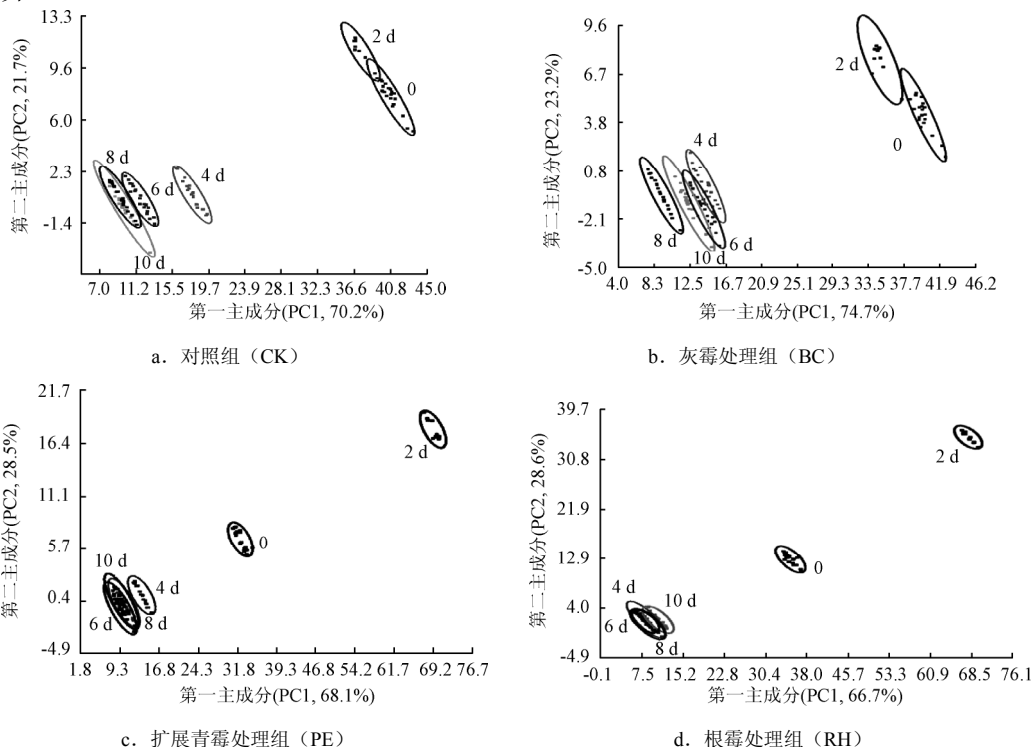 13.3
9.6
6.0
2.3
-1.4
第二主成分(PC2, 21.7%)
2 d
0
8 d
6 d
4 d
10 d
7.0 11.2 15.5 19.7 23.9 28.1 32.3 36.6 40.8 45.0
第一主成分(PC1, 70.2%)
a．对照组（CK）
9.6
6.7
3.8
0.8
-2.1
-5.0
第二主成分(PC2, 23.2%)
2 d
0
4 d
8 d
6 d
10 d
4.0 8.3 12.5 16.7 20.9 25.1 29.3 33.5 37.7 41.9 46.2
第一主成分(PC1, 74.7%)
b．灰霉处理组（BC）
21.7
16.4
11.1
5.7
0.4
-4.9
第二主成分(PC2, 28.5%)
2 d
0
10 d
4 d
6 d
8 d
1.8 9.3 16.8 24.3 31.8 39.3 46.8 54.2 61.7 69.2 76.7
第一主成分(PC1, 68.1%)
c．扩展青霉处理组（PE）
39.7
30.8
21.9
12.9
4.0
-4.9
第二主成分(PC2, 28.6%)
2 d
0
4 d
10 d
6 d
8 d
-0.1 7.5 15.2 22.8 30.4 38.0 45.7 53.3 60.9 68.5 76.1
第一主成分(PC1, 66.7%)
d．根霉处理组（RH）